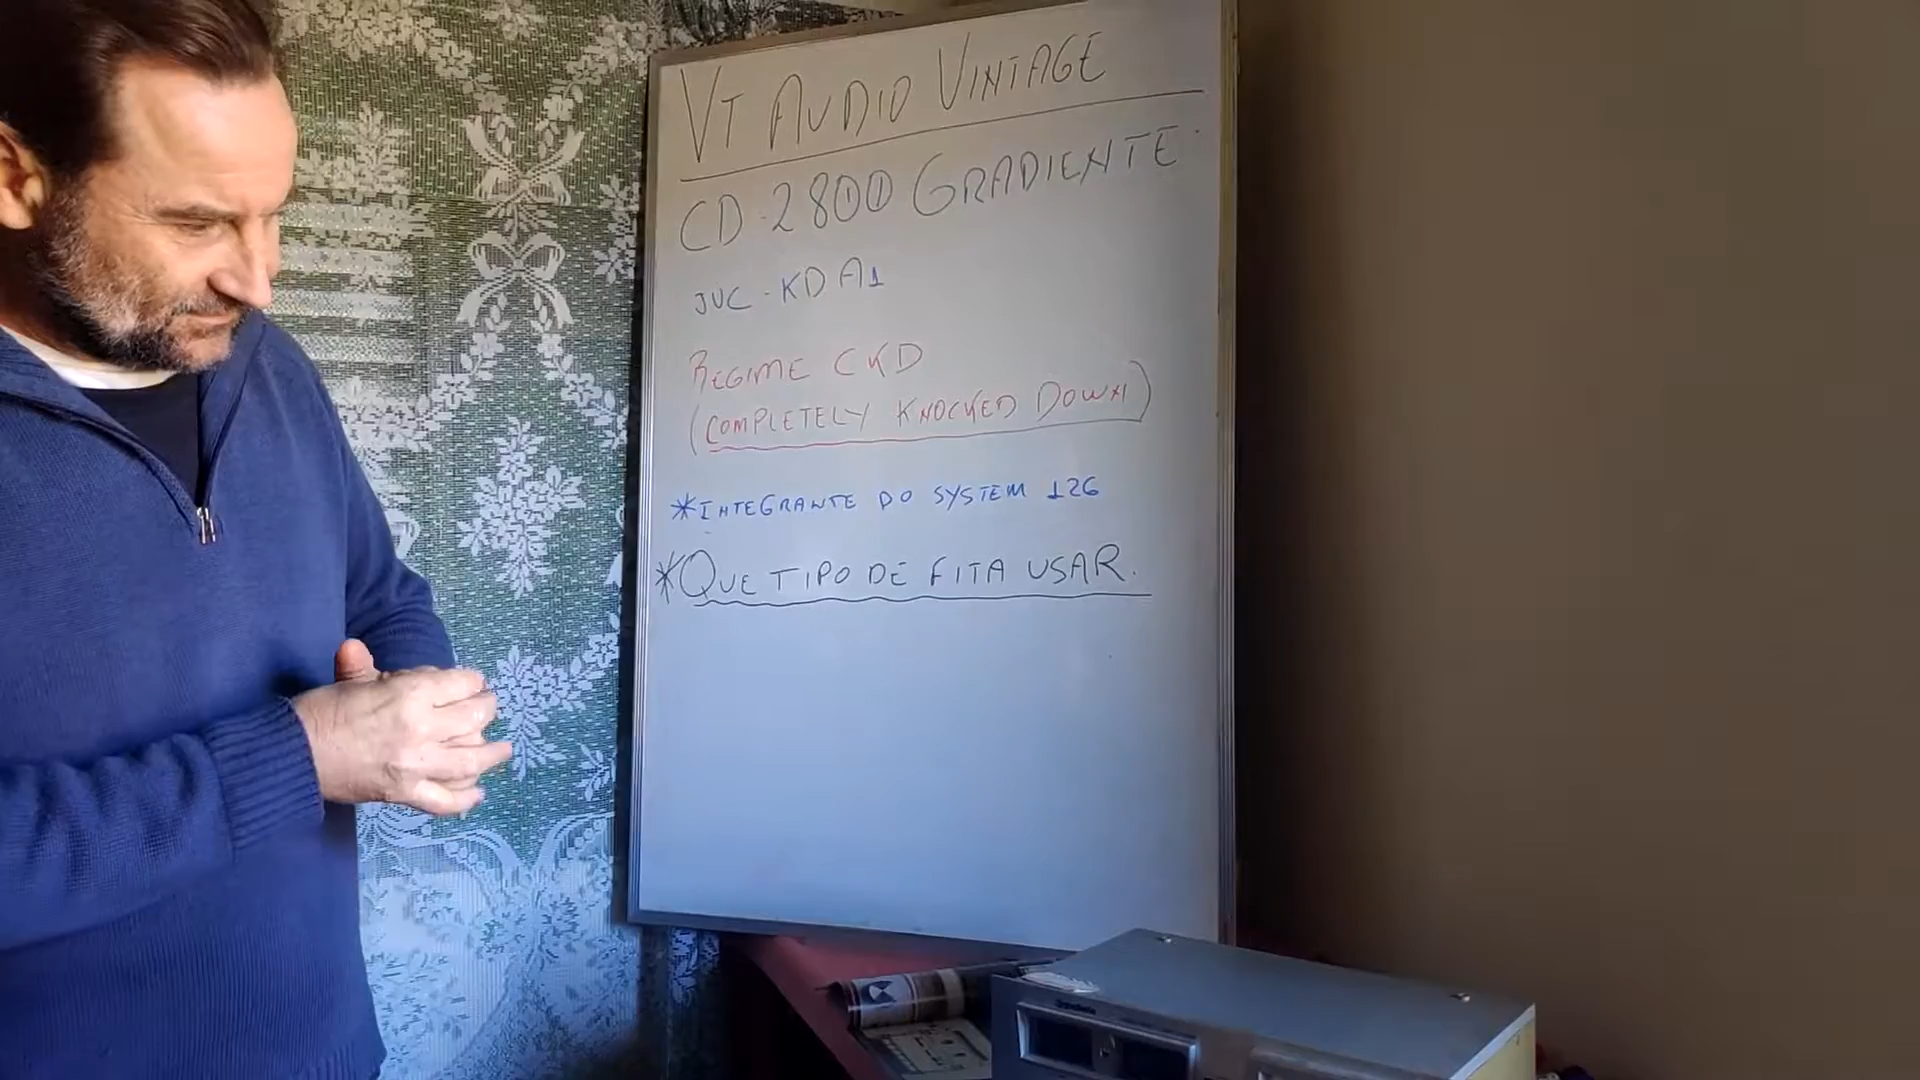 VT AUDIO VINTAGE
CD-2800 GRADIENTE.
JVC-KD A1
REGIME CKD
(COMPLETELY KNOCKED DOWN)
*INTEGRANTE DO SYSTEM 126
*QUE TIPO DE FITA USAR.